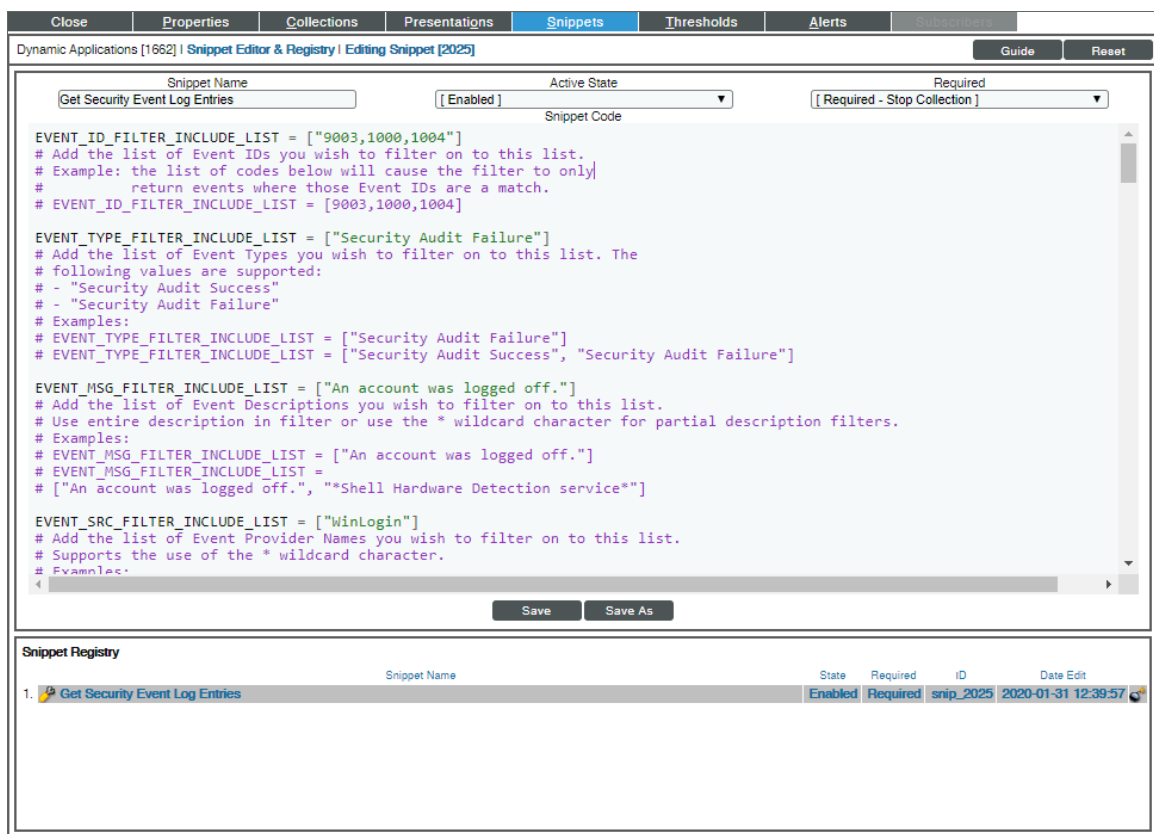 Close Properties Collections Presentations Snippets Thresholds Alerts Subscribers
Dynamic Applications [1662] | Snippet Editor & Registry | Editing Snippet [2025] Guide Reset
Snippet Name Active State Required
Get Security Event Log Entries [ Enabled ] [ Required - Stop Collection ]
Snippet Code
EVENT_ID_FILTER_INCLUDE_LIST = ["9003,1000,1004"]
# Add the list of Event IDs you wish to filter on to this list.
# Example: the list of codes below will cause the filter to only
# return events where those Event IDs are a match.
# EVENT_ID_FILTER_INCLUDE_LIST = [9003,1000,1004]
EVENT_TYPE_FILTER_INCLUDE_LIST = ["Security Audit Failure"]
# Add the list of Event Types you wish to filter on to this list. The
# following values are supported:
# - "Security Audit Success"
# - "Security Audit Failure"
# Examples:
# EVENT_TYPE_FILTER_INCLUDE_LIST = ["Security Audit Failure"]
# EVENT_TYPE_FILTER_INCLUDE_LIST = ["Security Audit Success", "Security Audit Failure"]
EVENT_MSG_FILTER_INCLUDE_LIST = ["An account was logged off."]
# Add the list of Event Descriptions you wish to filter on to this list.
# Use entire description in filter or use the * wildcard character for partial description filters.
# Examples:
# EVENT_MSG_FILTER_INCLUDE_LIST = ["An account was logged off."]
# EVENT_MSG_FILTER_INCLUDE_LIST =
# ["An account was logged off.", "*Shell Hardware Detection service*"]
EVENT_SRC_FILTER_INCLUDE_LIST = ["WinLogin"]
# Add the list of Event Provider Names you wish to filter on to this list.
# Supports the use of the * wildcard character.
# Examples:
Save Save As
Snippet Registry
Snippet Name State Required ID Date Edit
1. Get Security Event Log Entries Enabled Required snip_2025 2020-01-31 12:39:57